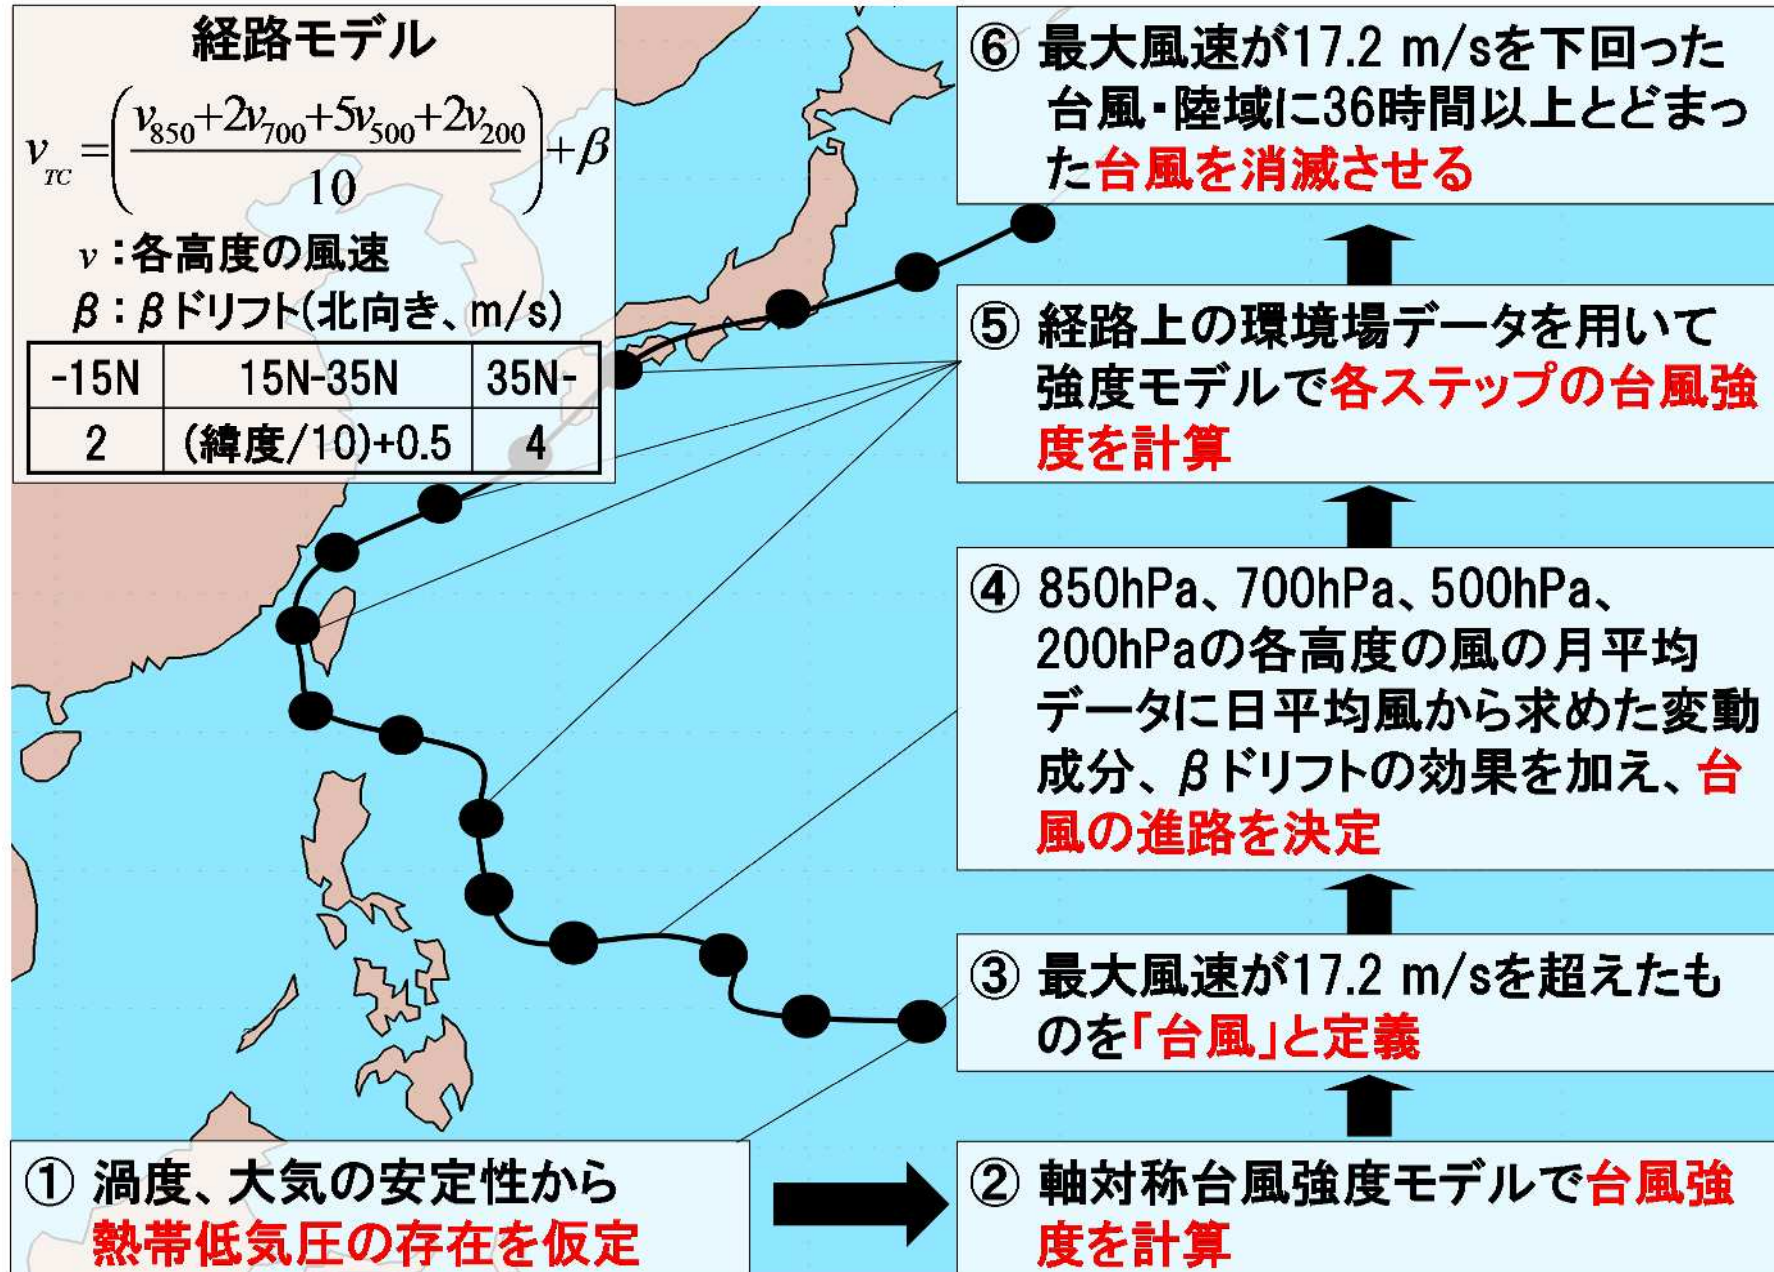 経路モデル
v_TC = ( (v_850+2v_700+5v_500+2v_200) / 10 ) + β
v：各高度の風速
β：βドリフト(北向き、m/s)
-15N 15N-35N 35N-
2 (緯度/10)+0.5 4
① 渦度、大気の安定性から
熱帯低気圧の存在を仮定
② 軸対称台風強度モデルで台風強
度を計算
③ 最大風速が17.2 m/sを超えたも
のを「台風」と定義
④ 850hPa、700hPa、500hPa、
200hPaの各高度の風の月平均
データに日平均風から求めた変動
成分、βドリフトの効果を加え、台
風の進路を決定
⑤ 経路上の環境場データを用いて
強度モデルで各ステップの台風強
度を計算
⑥ 最大風速が17.2 m/sを下回った
台風・陸域に36時間以上とどまっ
た台風を消滅させる